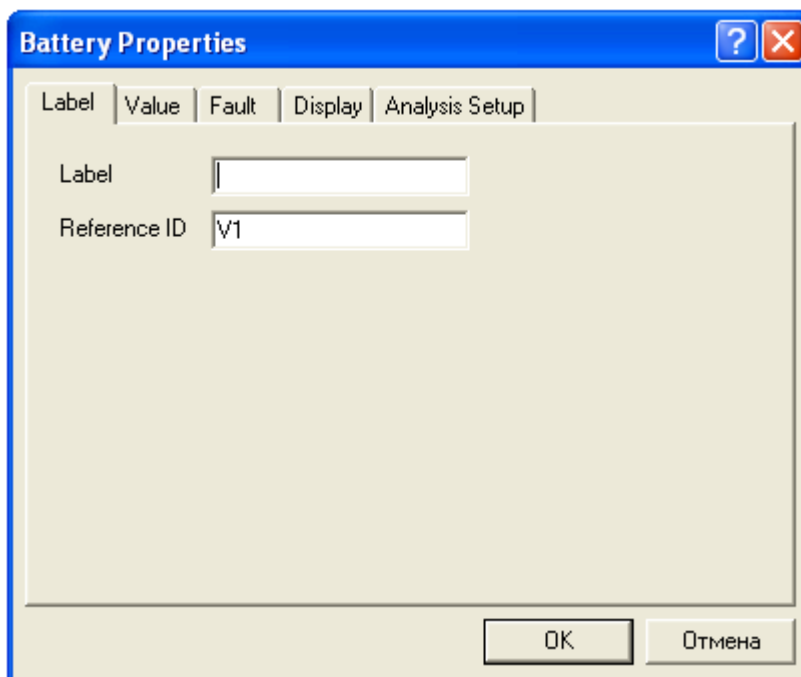 Battery Properties
Label Value Fault Display Analysis Setup
Label
Reference ID V1
OK Отмена